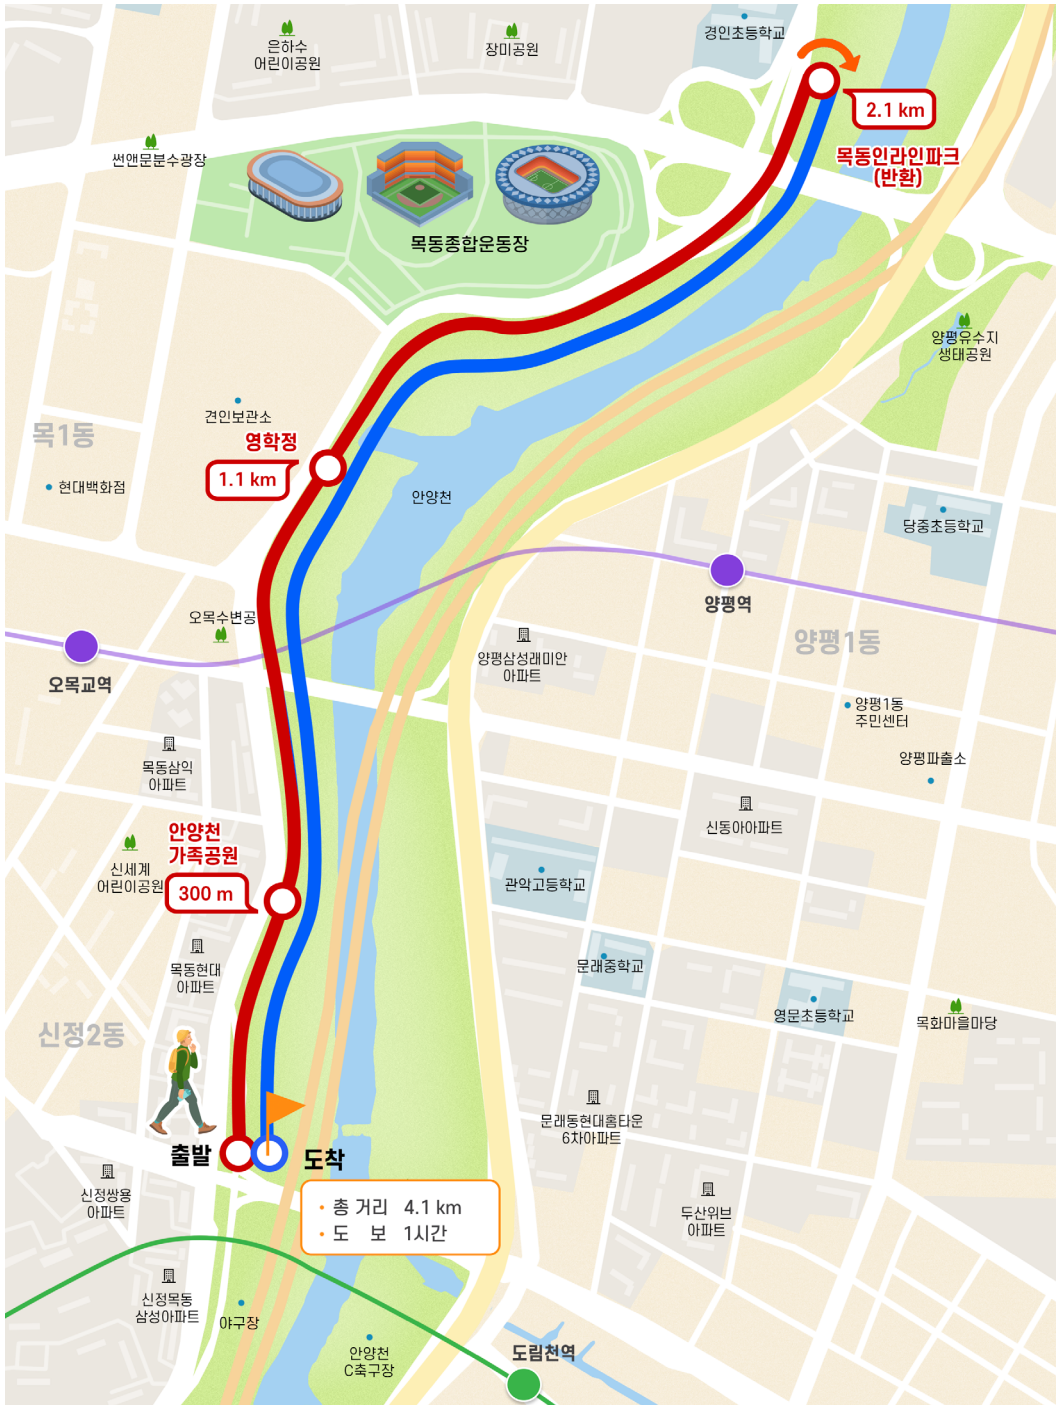 경인초등학교
은하수
어린이공원
장미공원
2.1 km
목동인라인파크
(반환)
썬앤문분수광장
목동종합운동장
양평유수지
생태공원
견인보관소
목1동
영학정
1.1 km
현대백화점
안양천
당중초등학교
양평역
오목수변공
양평1동
오목교역
양평삼성래미안
아파트
양평1동
주민센터
목동삼익
아파트
양평파출소
신동아아파트
안양천
가족공원
신세계
어린이공원
300 m
관악고등학교
목동현대
아파트
문래중학교
영문초등학교
목화마을마당
신정2동
문래동현대홈타운
6차아파트
출발
도착
신정쌍용
아파트
총 거리 4.1 km
도 보 1시간
두산위브
아파트
신정목동
삼성아파트
야구장
안양천
C축구장
도림천역